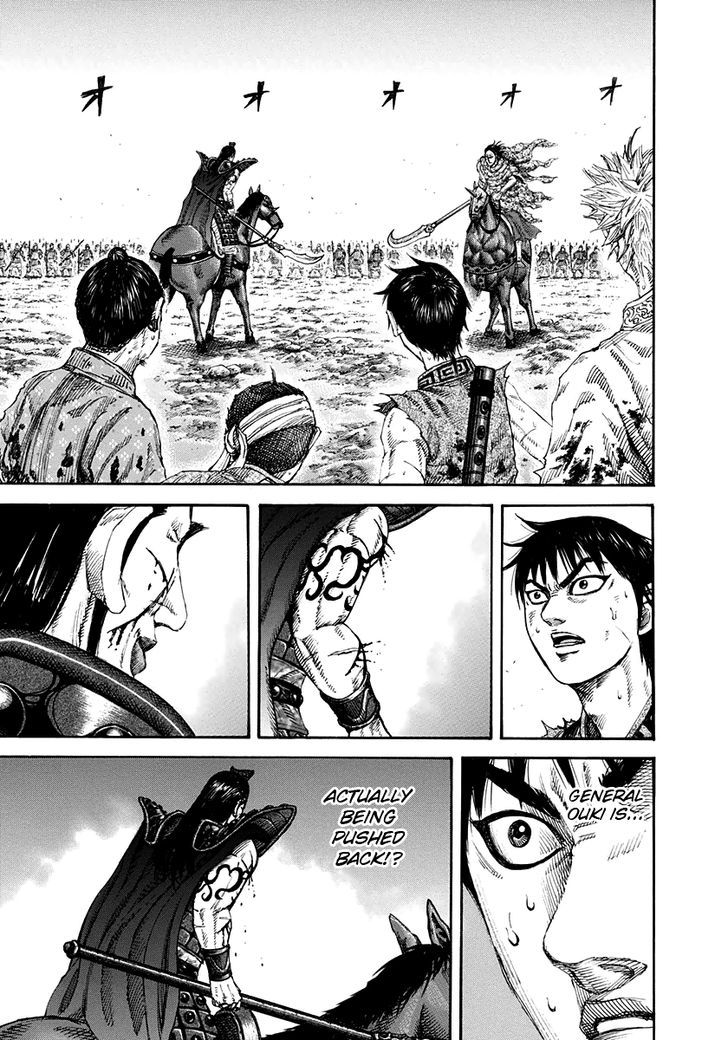 オ オ オ オ オ
GENERAL
OUKI IS...
ACTUALLY
BEING
PUSHED
BACK!?